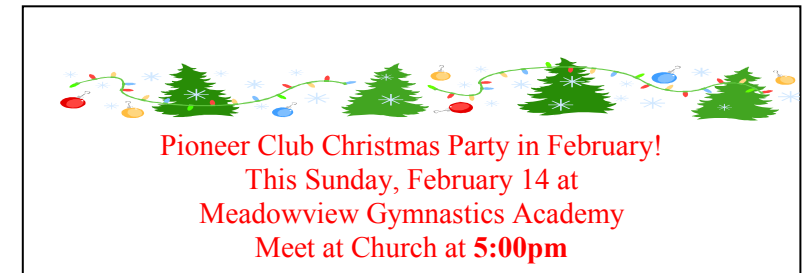 Pioneer Club Christmas Party in February!
This Sunday, February 14 at
Meadowview Gymnastics Academy
Meet at Church at 5:00pm